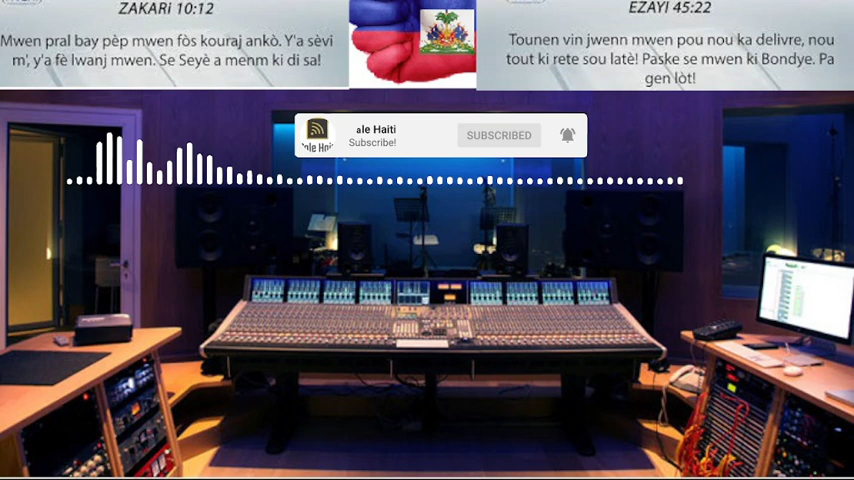 ZAKARi 10:12
Mwen pral bay pèp mwen fòs kouraj ankò. Y'a sèvi
m', y'a fè lwanj mwen. Se Seyè a menm ki di sa!
EZAYI 45:22
Tounen vin jwenn mwen pou nou ka delivre, nou
tout ki rete sou latè! Paske se mwen ki Bondye. Pa
gen lòt!
ale Haiti
Subscribe!
SUBSCRIBED